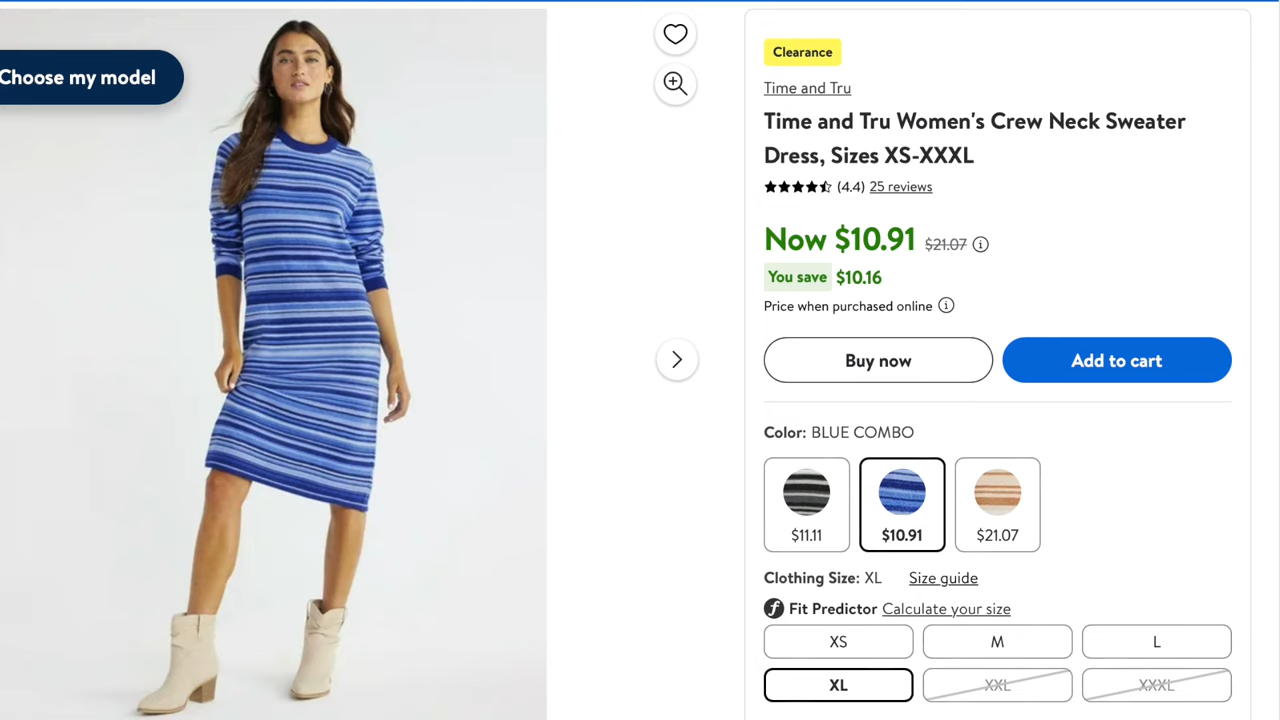 Choose my model
Clearance
Time and Tru
Time and Tru Women's Crew Neck Sweater
Dress, Sizes XS-XXXL
(4.4) 25 reviews
Now $10.91 $21.07
You save $10.16
Price when purchased online
Buy now
Add to cart
Color: BLUE COMBO
$11.11
$10.91
$21.07
Clothing Size: XL Size guide
Fit Predictor Calculate your size
XS
M
L
XL
XXL
XXXL